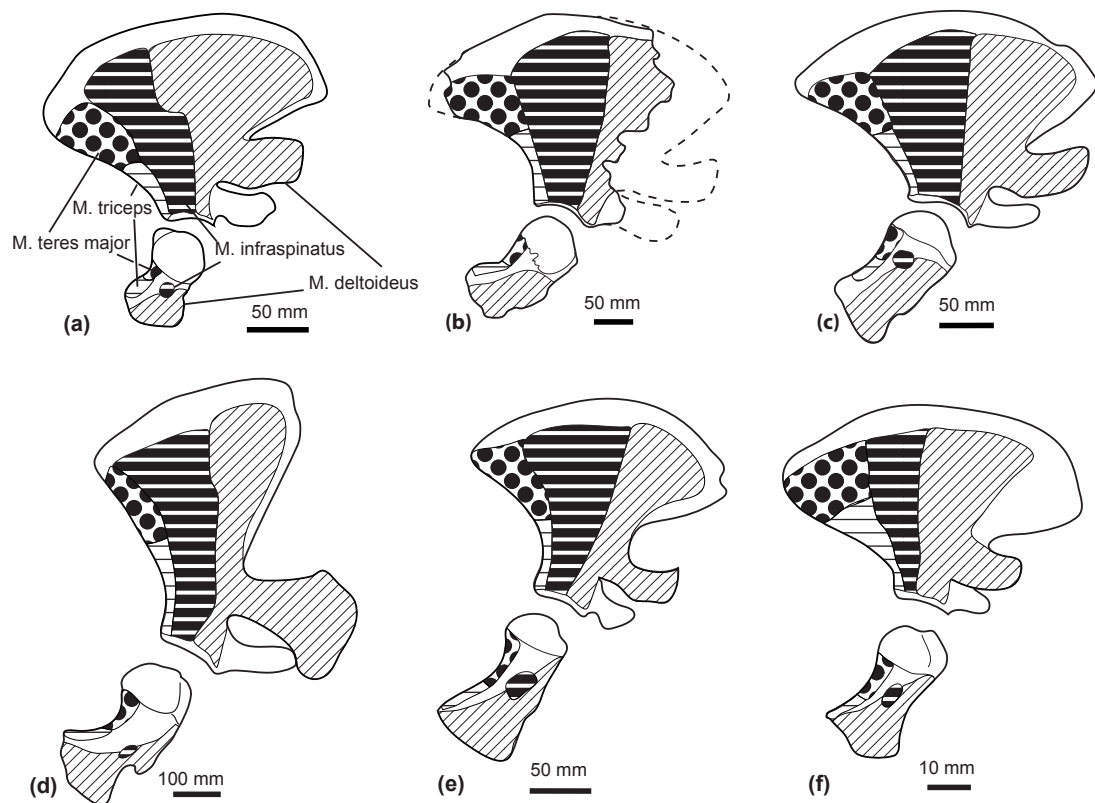 M. triceps
M. teres major
M. infraspinatus
M. deltoideus
(a)
50 mm
(b)
50 mm
(c)
50 mm
(d)
100 mm
(e)
50 mm
(f)
10 mm